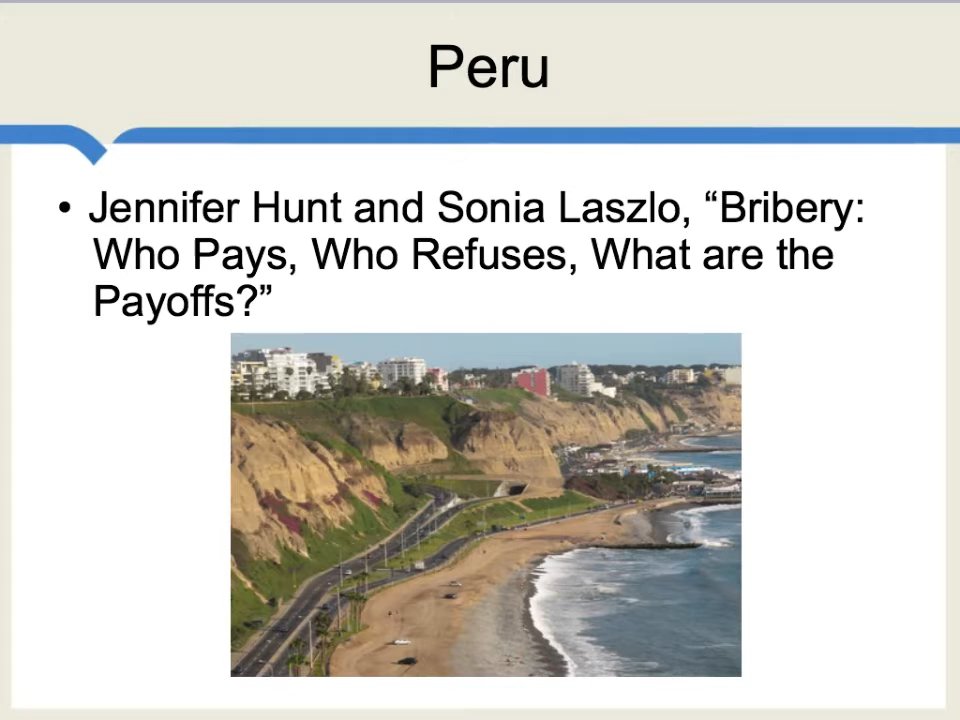 Peru
• Jennifer Hunt and Sonia Laszlo, “Bribery:
Who Pays, Who Refuses, What are the
Payoffs?”